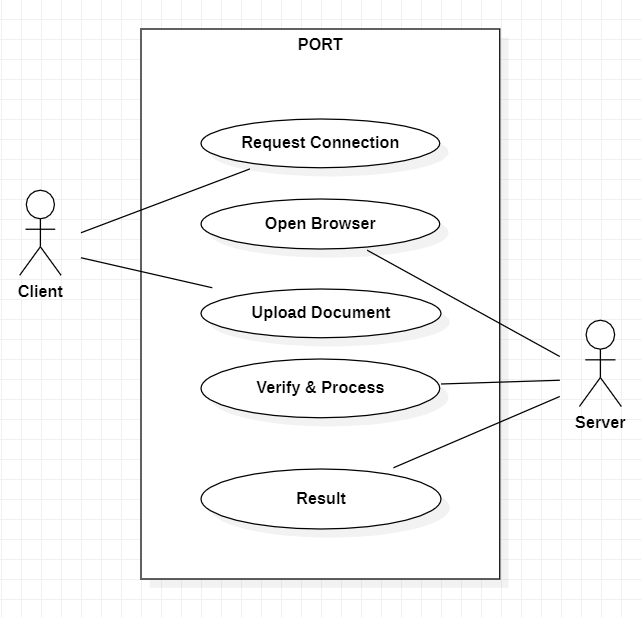 PORT
Request Connection
Open Browser
Client
Upload Document
Verify & Process
Server
Result